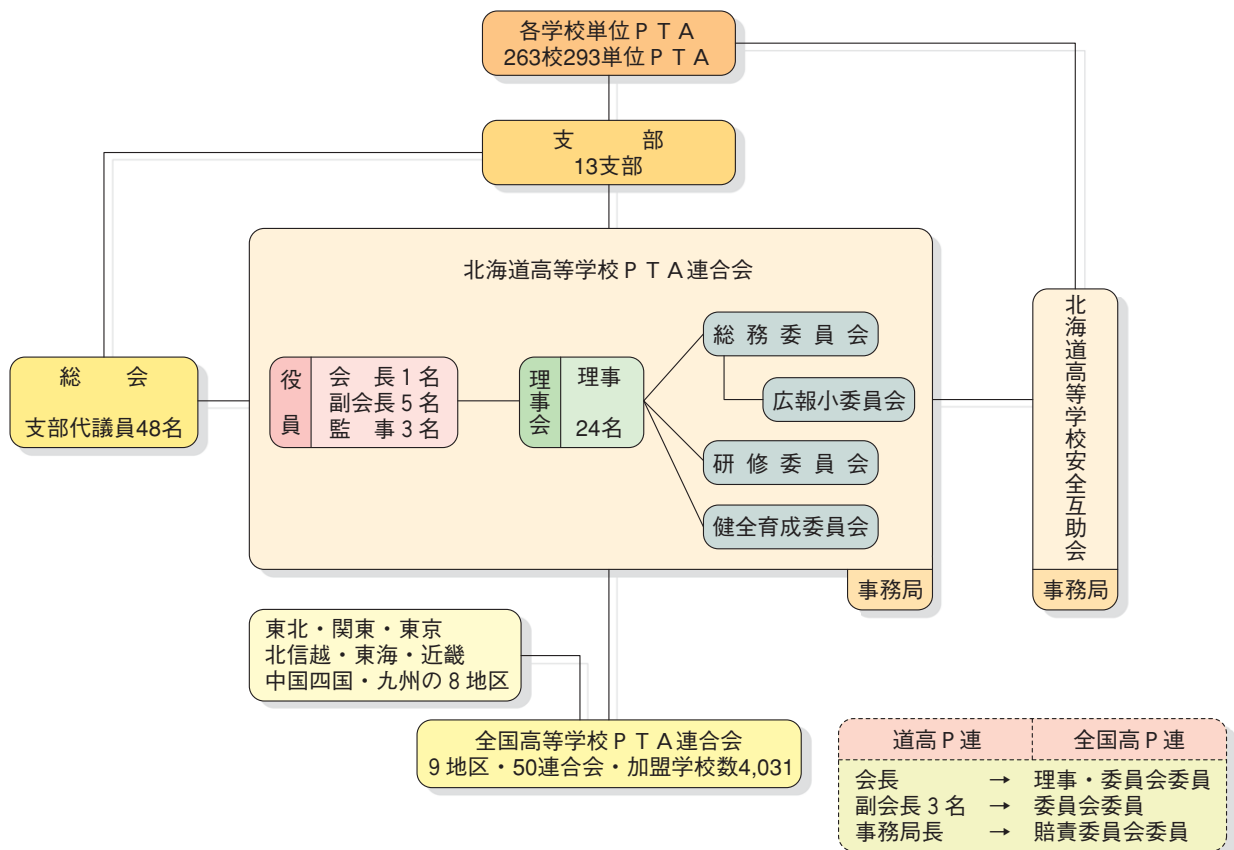 各学校単位ＰＴＡ
263校293単位ＰＴＡ
支　　部
13支部
北海道高等学校ＰＴＡ連合会
総　会
支部代議員48名
役員
会　長１名
副会長５名
監　事３名
理事会
理事
24名
総務委員会
広報小委員会
研修委員会
健全育成委員会
事務局
北海道高等学校安全互助会
事務局
東北・関東・東京
北信越・東海・近畿
中国四国・九州の８地区
全国高等学校ＰＴＡ連合会
９地区・50連合会・加盟学校数4,031
道高Ｐ連　全国高Ｐ連
会長　→　理事・委員会委員
副会長３名　→　委員会委員
事務局長　→　賠責委員会委員